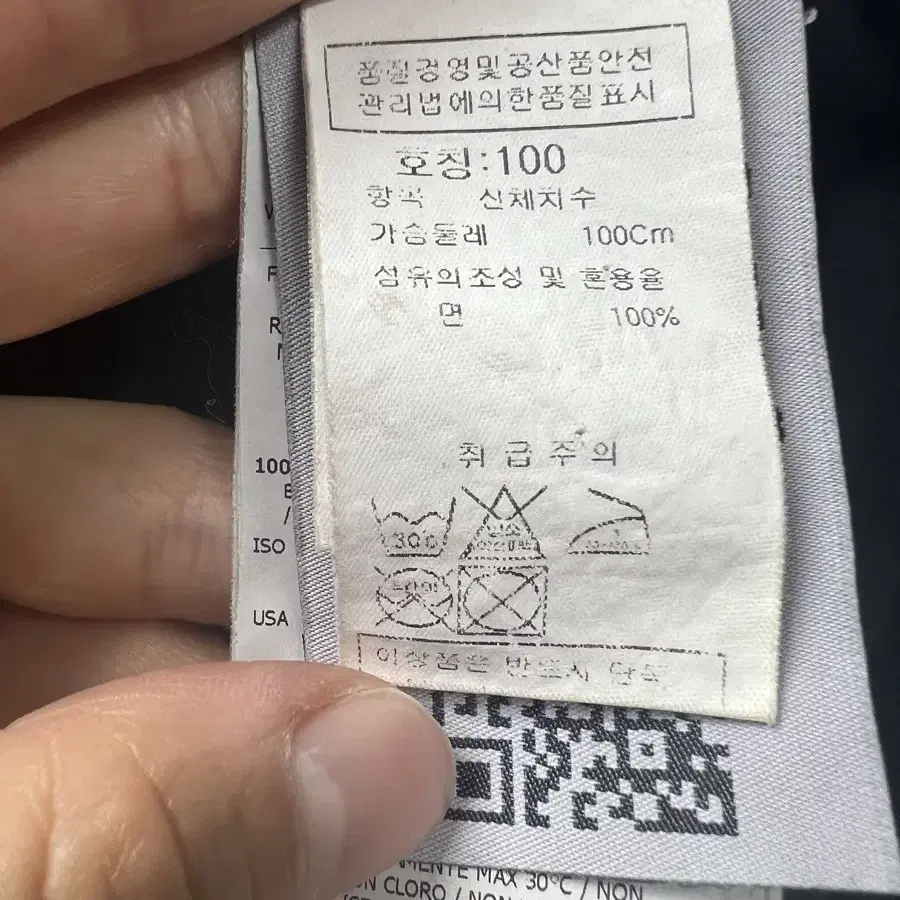 품질경영및공산품안전
관리법에의한품질표시
호칭:100
항목 신체치수
가슴둘레 100Cm
섬유의조성 및 혼용율
면 100%
취급주의
30C
F
R
100
E
/
ISO
USA
MAX 30°C / NON
CLORO /